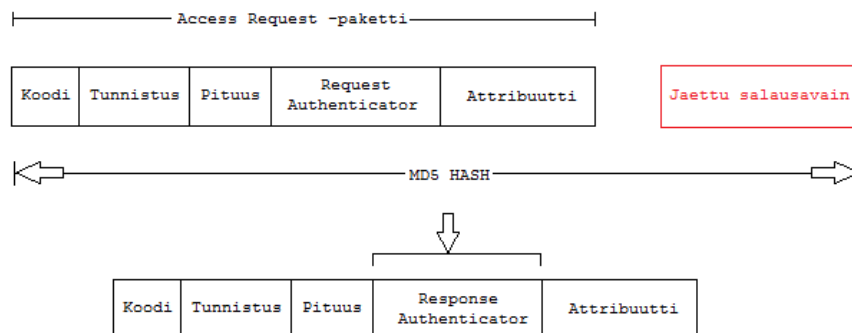 Access Request -paketti
Koodi
Tunnistus
Pituus
Request
Authenticator
Attribuutti
Jaettu salausavain
MD5 HASH
Koodi
Tunnistus
Pituus
Response
Authenticator
Attribuutti